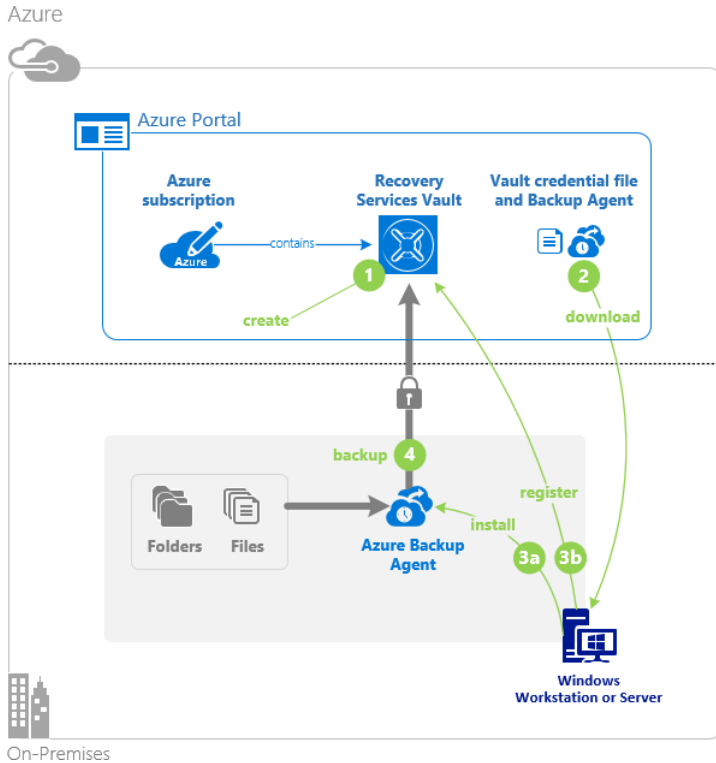 Azure
Azure Portal
Azure
subscription
Recovery
Services Vault
Vault credential file
and Backup Agent
Azure
contains
1
2
create
download
backup
4
register
install
Folders
Files
Azure Backup
Agent
3a
3b
Windows
Workstation or Server
On-Premises